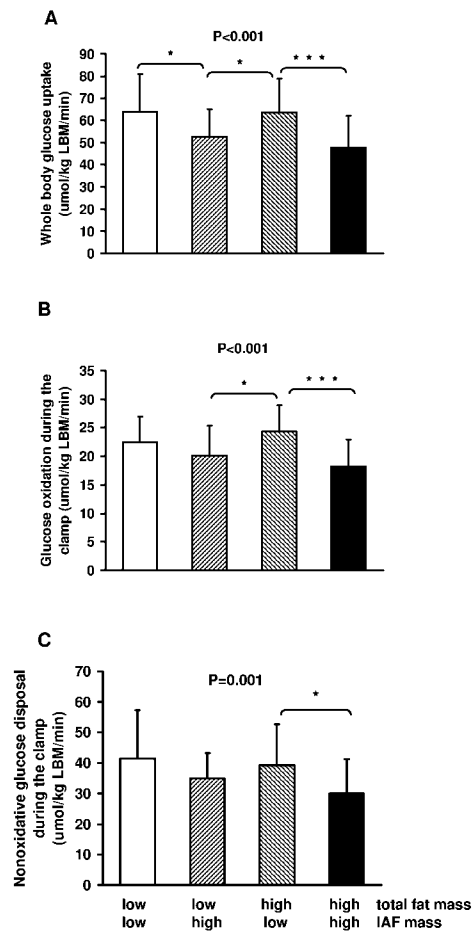 A
P<0.001
* * * * *
Whole body glucose uptake
(umol/kg LBM/min)
90
80
70
60
50
40
30
20
10
0
B
P<0.001
* * * *
Glucose oxidation during the
clamp (umol/kg LBM/min)
35
30
25
20
15
10
5
0
C
P=0.001
*
Nonoxidative glucose disposal
during the clamp
(umol/kg LBM/min)
70
60
50
40
30
20
10
0
low low high high total fat mass
low high low high IAF mass